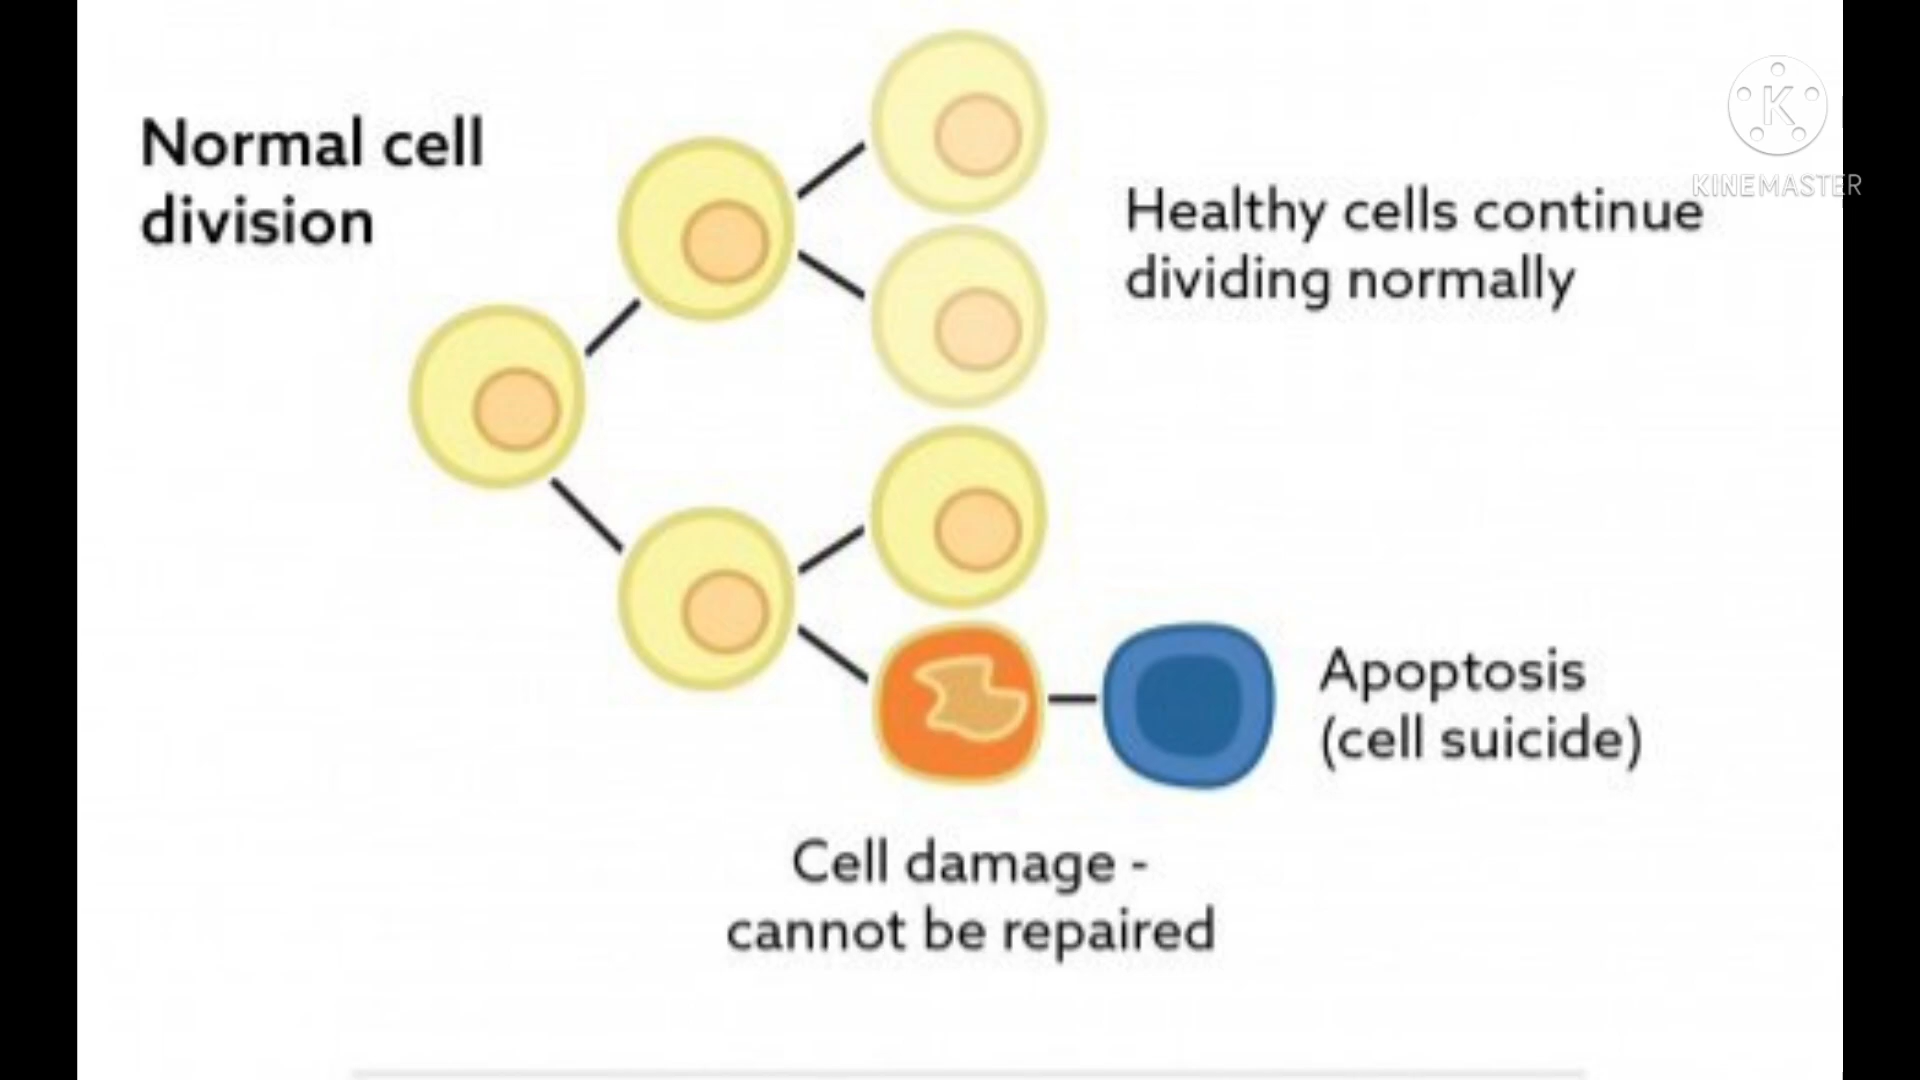 Normal cell
division
K
KINEMASTER
Healthy cells continue
dividing normally
Apoptosis
(cell suicide)
Cell damage -
cannot be repaired